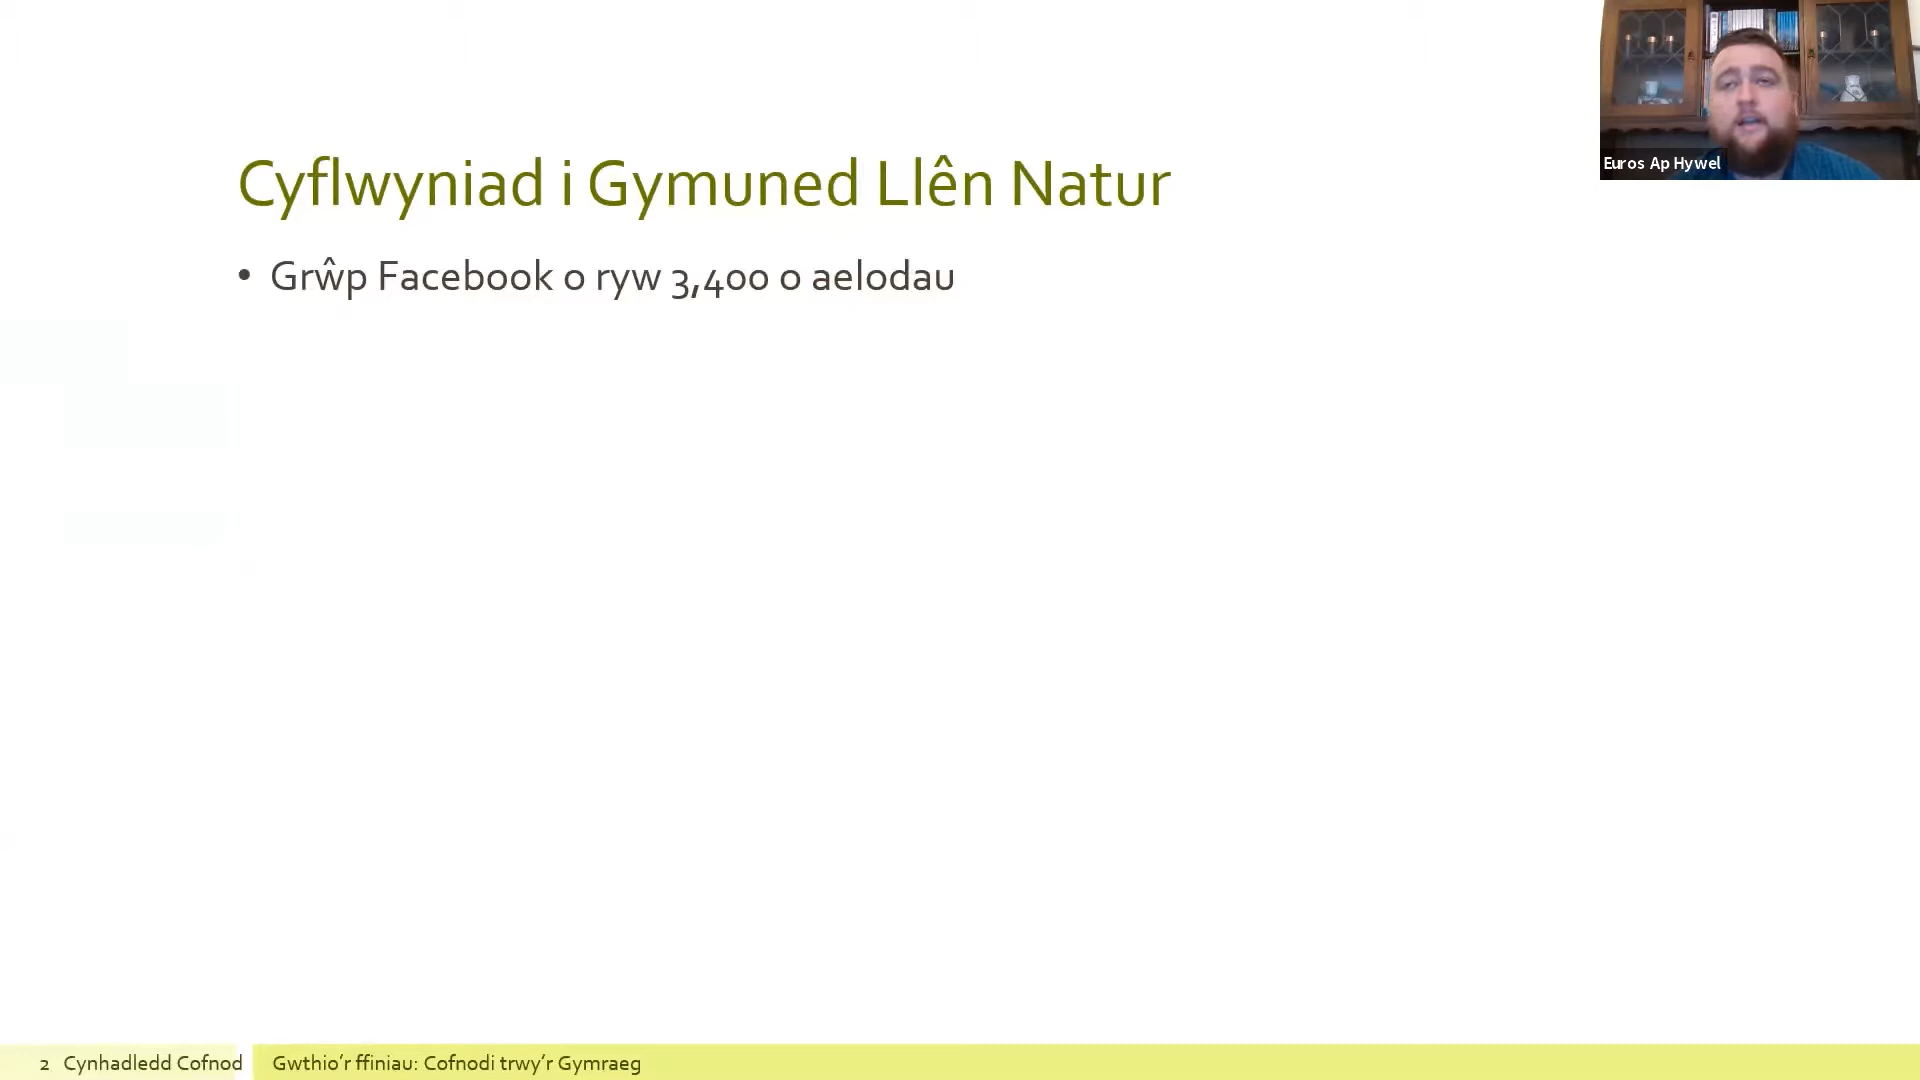 Cyflwyniad i Gymuned Llên Natur
• Grŵp Facebook o ryw 3,400 o aelodau
Euros Ap Hywel
2 Cynhadledd Cofnod Gwthio’r ffiniau: Cofnodi trwy’r Gymraeg